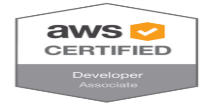 aws
CERTIFIED
Developer
Associate